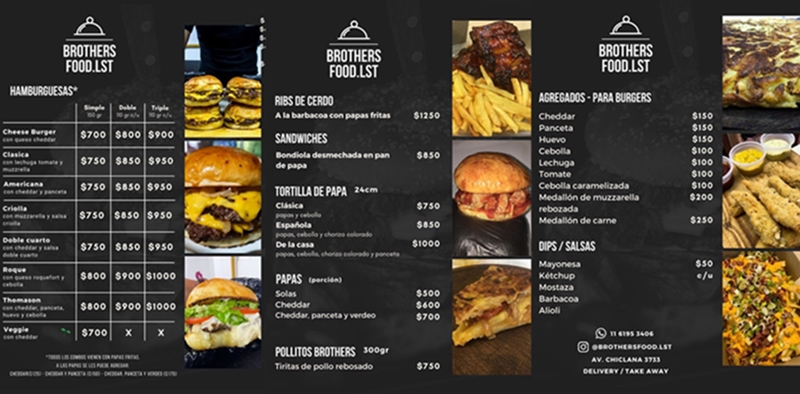 BROTHERS
FOOD.LST
HAMBURGUESAS*
Simple Doble Triple
Cheese Burger $700 $800 $900
con queso cheddar
Clasica $750 $850 $950
con lechuga tomate y
muzzarella
Americana $750 $850 $950
con cheddar y panceta
Criolla $750 $850 $950
con muzzarella y salsa
criolla
Doble cuarto $750 $850 $950
con cheddar y salsa
doble cuarto
Roque $800 $900 $1000
con queso roquefort y
cebolla
Thomason $800 $900 $1000
con cheddar, panceta,
huevo y cebolla
Veggie $700 X X
con cheddar
*TODOS LOS COMBOS VIENEN CON PAPAS FRITAS,
A LAS PAPAS SE LES PUEDE AGREGAR:
BROTHERS
FOOD.LST
RIBS DE CERDO
A la barbacoa con papas fritas $1250
SANDWICHES
Bondiola desmechada en pan $850
de papa
TORTILLA DE PAPA 24cm
Clásica $750
papas y cebolla
Española $850
papas, cebolla y chorizo colorado
De la casa $1000
papas, cebolla, chorizo colorado y panceta
PAPAS (porción)
Solas $500
Cheddar $600
Cheddar, panceta y verdeo $700
POLLITOS BROTHERS 300gr
Tiritas de pollo rebosado $750
BROTHERS
FOOD.LST
AGREGADOS - PARA BURGERS
Cheddar $150
Panceta $150
Huevo $150
Cebolla $100
Lechuga $100
Tomate $100
Cebolla caramelizada $100
Medallón de muzzarella $200
rebozada
Medallón de carne $250
DIPS / SALSAS
Mayonesa $50
Kétchup c/u
Mostaza
Barbacoa
Alioli
11 6195 3406
@BROTHERSFOOD.LST
AV. CHICLANA 3733
DELIVERY / TAKE AWAY